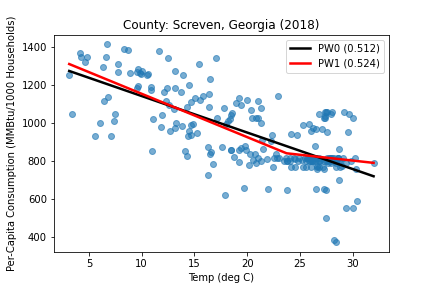 County: Screven, Georgia (2018)
Per-Capita Consumption (MMBtu/1000 Households)
1400
1200
1000
800
600
400
PW0 (0.512)
PW1 (0.524)
5 10 15 20 25 30
Temp (deg C)